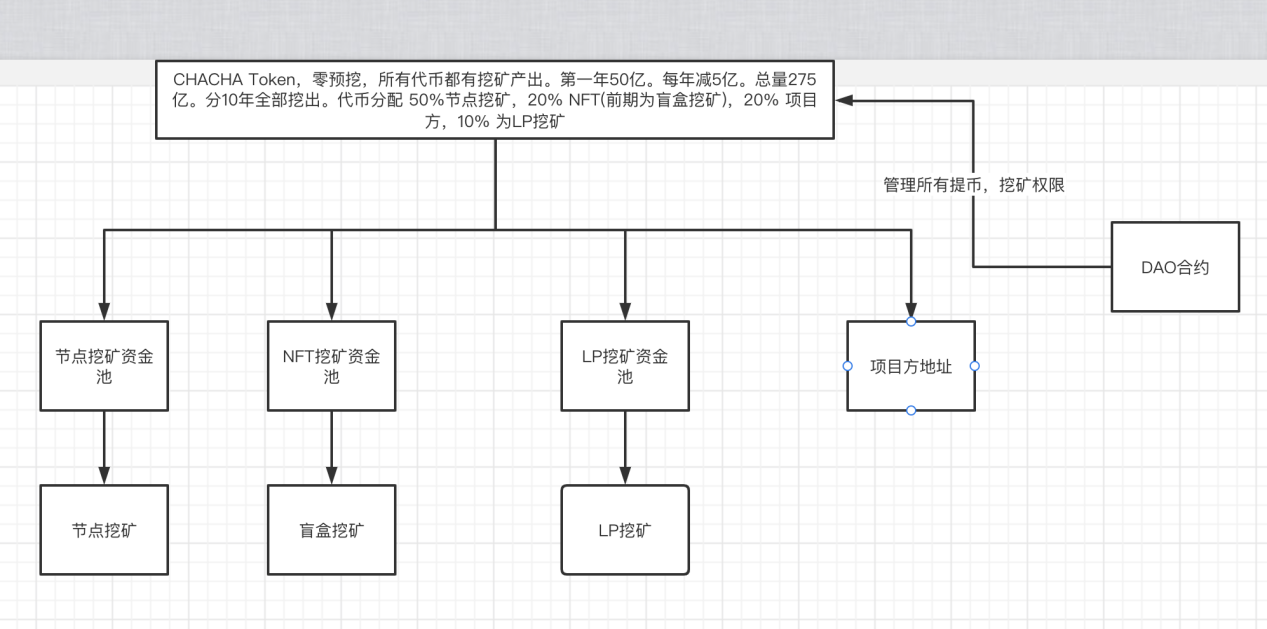 CHACHA Token，零预挖，所有代币都有挖矿产出。第一年50亿。每年减5亿。总量275
亿。分10年全部挖出。代币分配 50%节点挖矿，20% NFT(前期为盲盒挖矿)，20% 项目
方，10% 为LP挖矿
管理所有提币，挖矿权限
DAO合约
节点挖矿资金
池
NFT挖矿资金
池
LP挖矿资金
池
项目方地址
节点挖矿
盲盒挖矿
LP挖矿